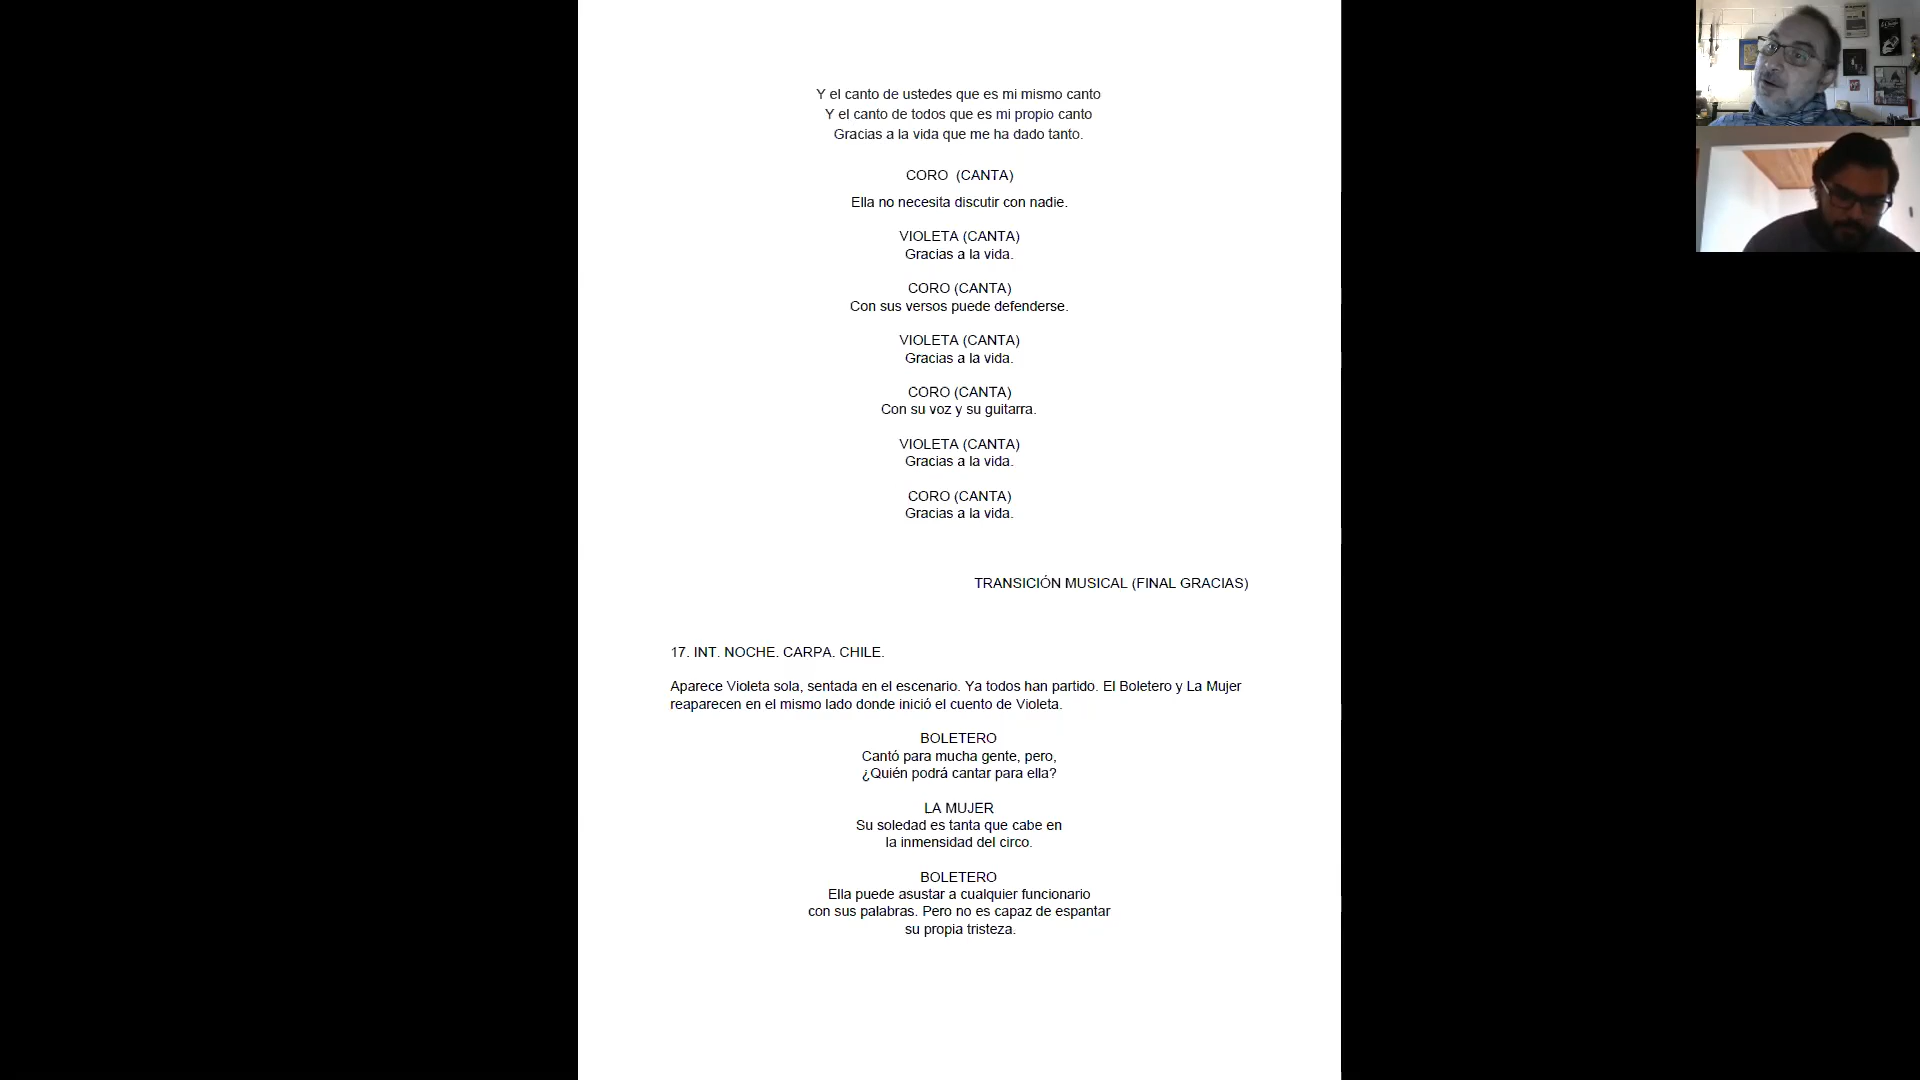 Y el canto de ustedes que es mi mismo canto
Y el canto de todos que es mi propio canto
Gracias a la vida que me ha dado tanto.
CORO  (CANTA)
Ella no necesita discutir con nadie.
VIOLETA (CANTA)
Gracias a la vida.
CORO (CANTA)
Con sus versos puede defenderse.
VIOLETA (CANTA)
Gracias a la vida.
CORO (CANTA)
Con su voz y su guitarra.
VIOLETA (CANTA)
Gracias a la vida.
CORO (CANTA)
Gracias a la vida.
TRANSICIÓN MUSICAL (FINAL GRACIAS)
17. INT. NOCHE. CARPA. CHILE.
Aparece Violeta sola, sentada en el escenario. Ya todos han partido. El Boletero y La Mujer
reaparecen en el mismo lado donde inició el cuento de Violeta.
BOLETERO
Cantó para mucha gente, pero,
¿Quién podrá cantar para ella?
LA MUJER
Su soledad es tanta que cabe en
la inmensidad del circo.
BOLETERO
Ella puede asustar a cualquier funcionario
con sus palabras. Pero no es capaz de espantar
su propia tristeza.